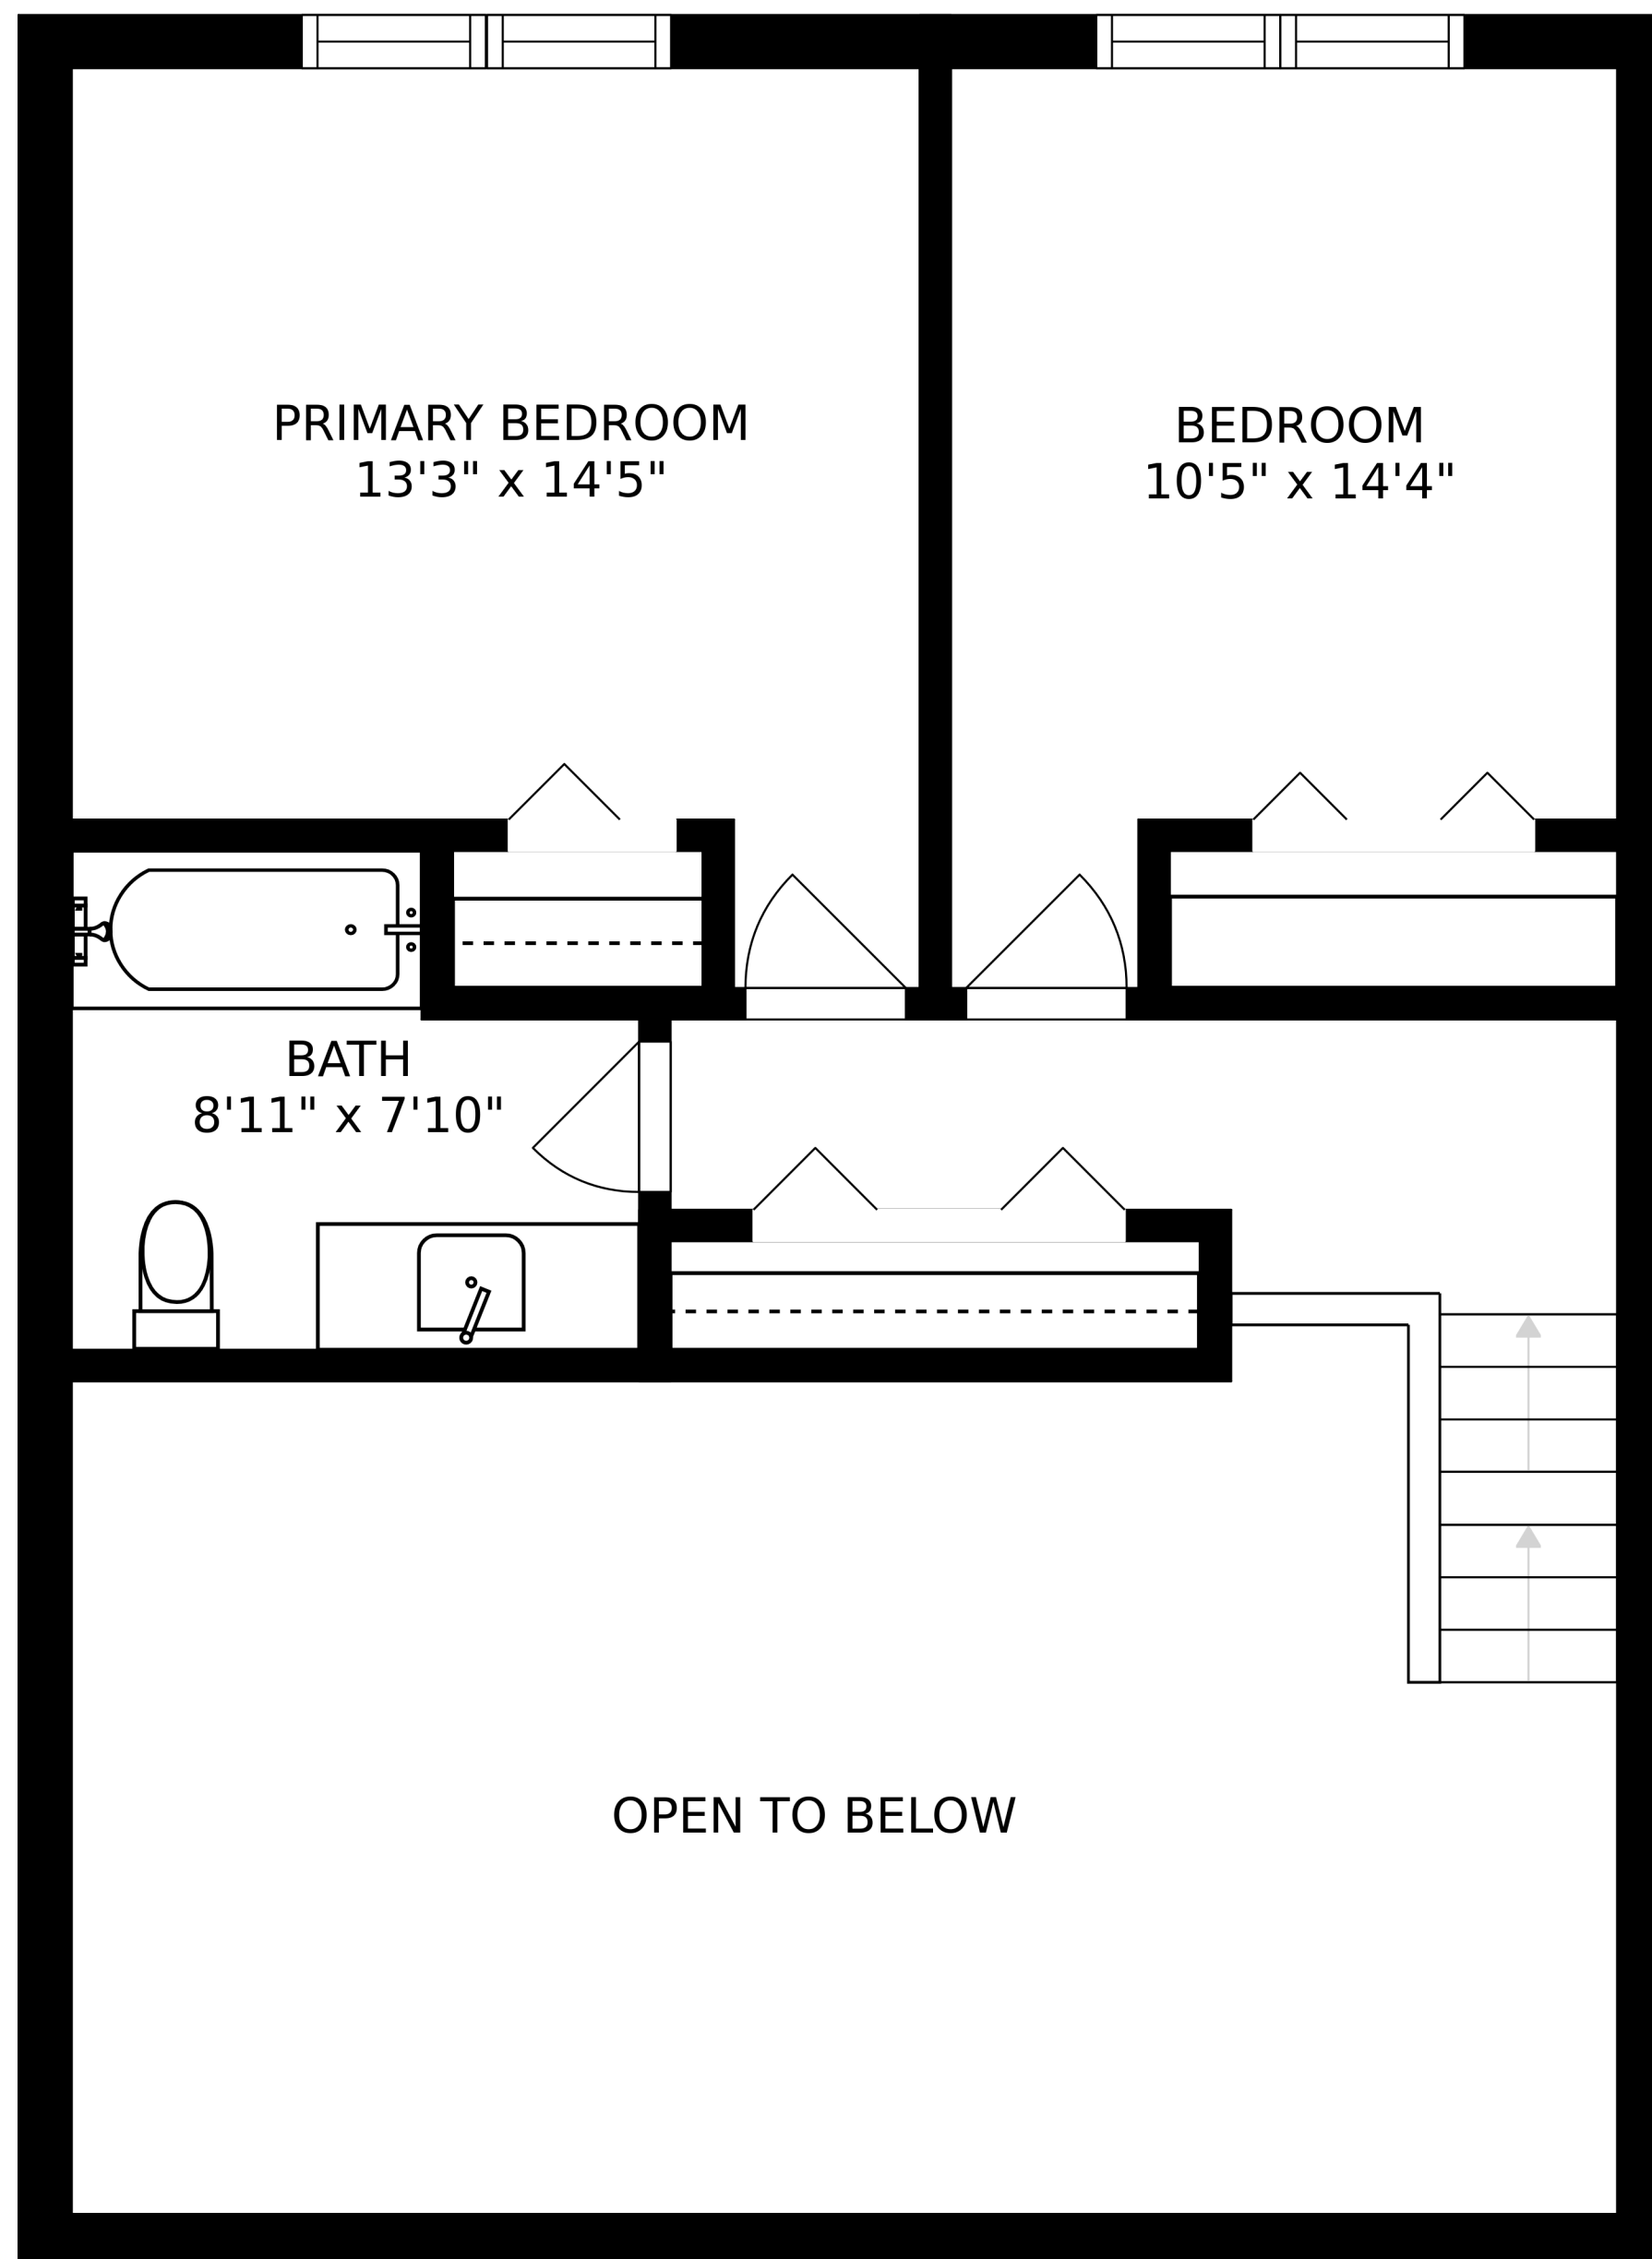 PRIMARY BEDROOM
13'3" x 14'5"
BEDROOM
10'5" x 14'4"
BATH
8'11" x 7'10"
OPEN TO BELOW